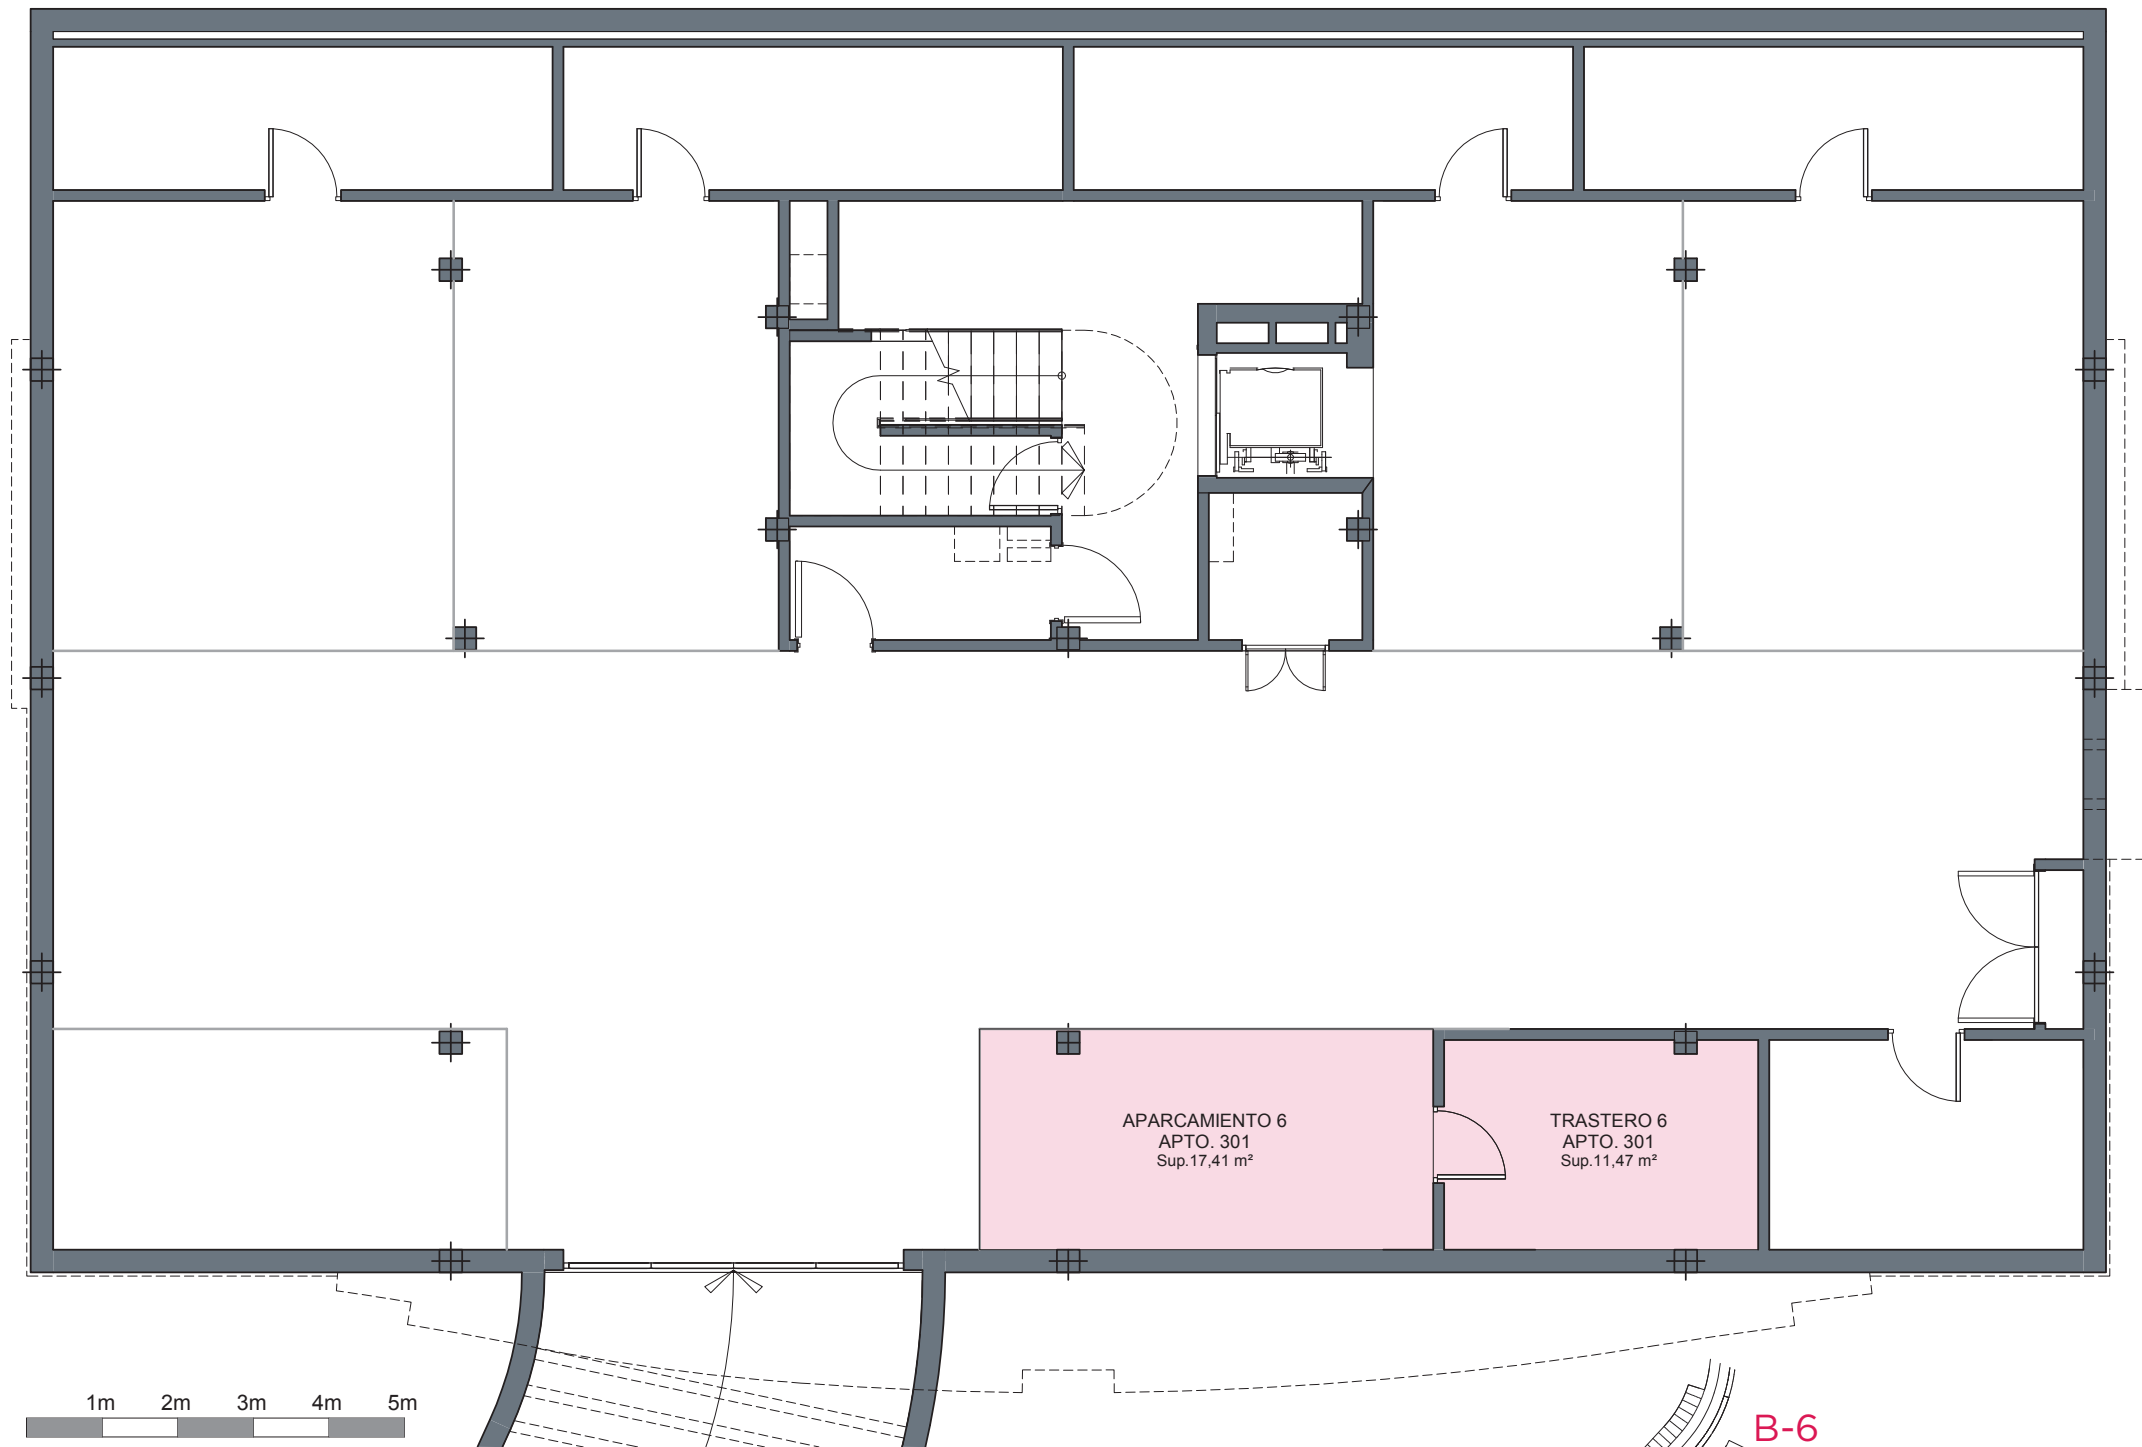 APARCAMIENTO 6
APTO. 301
Sup.17,41 m²
TRASTERO 6
APTO. 301
Sup.11,47 m²
1m 2m 3m 4m 5m
B-6